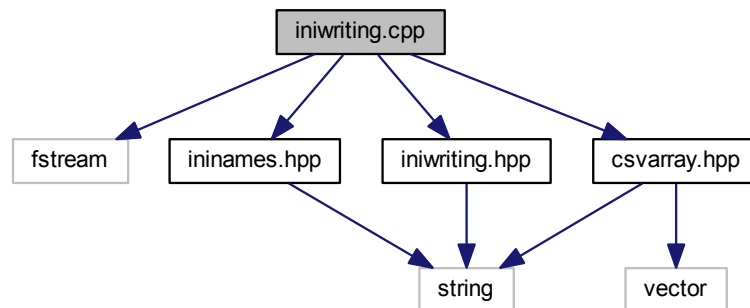 iniwriting.cpp
fstream
ininames.hpp
iniwriting.hpp
csvarray.hpp
string
vector